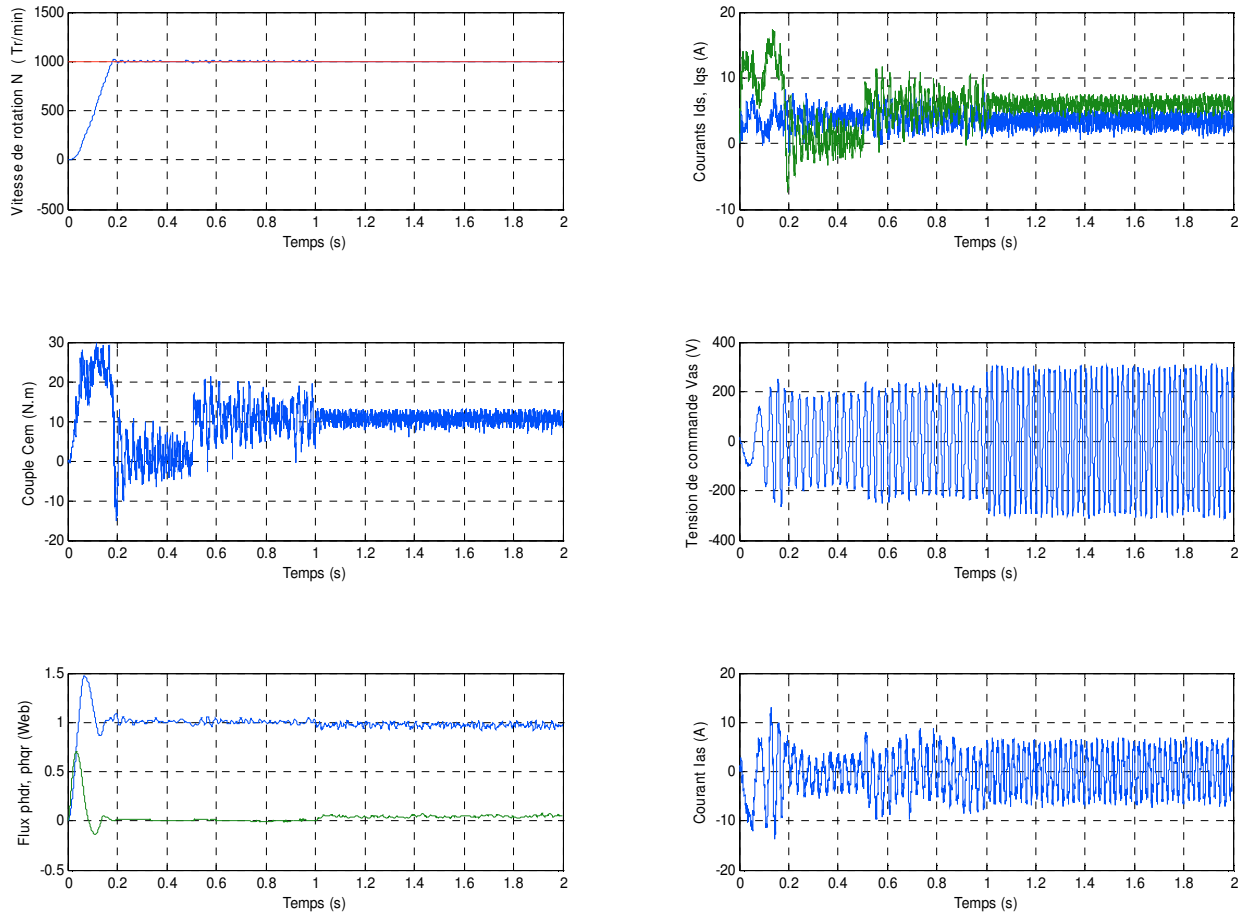 Vitesse de rotation N ( Tr/min)
1500
1000
500
0
-500
0 0.2 0.4 0.6 0.8 1 1.2 1.4 1.6 1.8 2
Temps (s)
Courants Ids, Iqs (A)
20
10
0
-10
0 0.2 0.4 0.6 0.8 1 1.2 1.4 1.6 1.8 2
Temps (s)
Couple Cem (N.m)
30
20
10
0
-10
-20
0 0.2 0.4 0.6 0.8 1 1.2 1.4 1.6 1.8 2
Temps (s)
Tension de commande Vas (V)
400
200
0
-200
-400
0 0.2 0.4 0.6 0.8 1 1.2 1.4 1.6 1.8 2
Temps (s)
Flux phdr, phqr (Web)
1.5
1
0.5
0
-0.5
0 0.2 0.4 0.6 0.8 1 1.2 1.4 1.6 1.8 2
Temps (s)
Courant Ias (A)
20
10
0
-10
20
0 0.2 0.4 0.6 0.8 1 1.2 1.4 1.6 1.8 2
Temps (s)